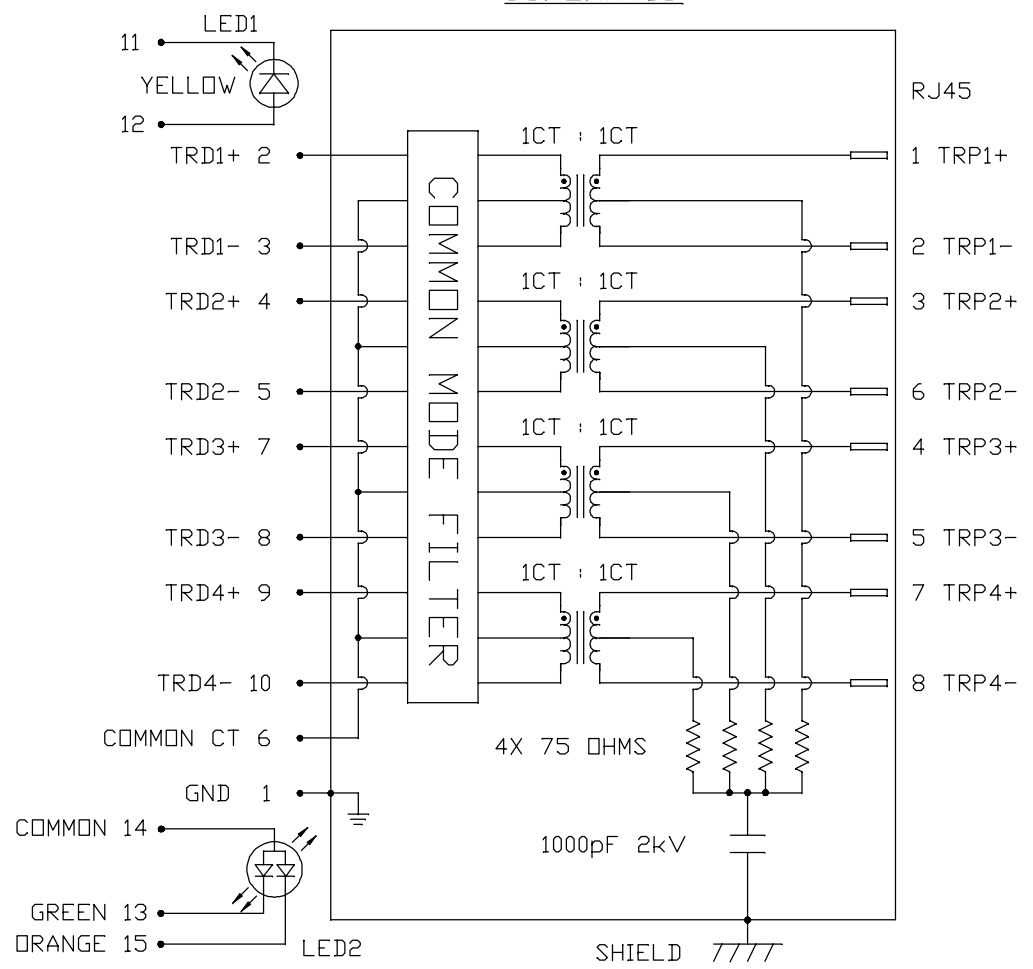 LED1
11
YELLOW
12
RJ45
1CT : 1CT
TRD1+ 2
1 TRP1+
TRD1- 3
2 TRP1-
1CT : 1CT
TRD2+ 4
3 TRP2+
TRD2- 5
6 TRP2-
1CT : 1CT
TRD3+ 7
4 TRP3+
TRD3- 8
5 TRP3-
1CT : 1CT
TRD4+ 9
7 TRP4+
TRD4- 10
8 TRP4-
COMMON MODE FILTER
COMMON CT 6
4X 75 OHMS
GND 1
COMMON 14
1000pF 2kV
GREEN 13
ORANGE 15
LED2
SHIELD